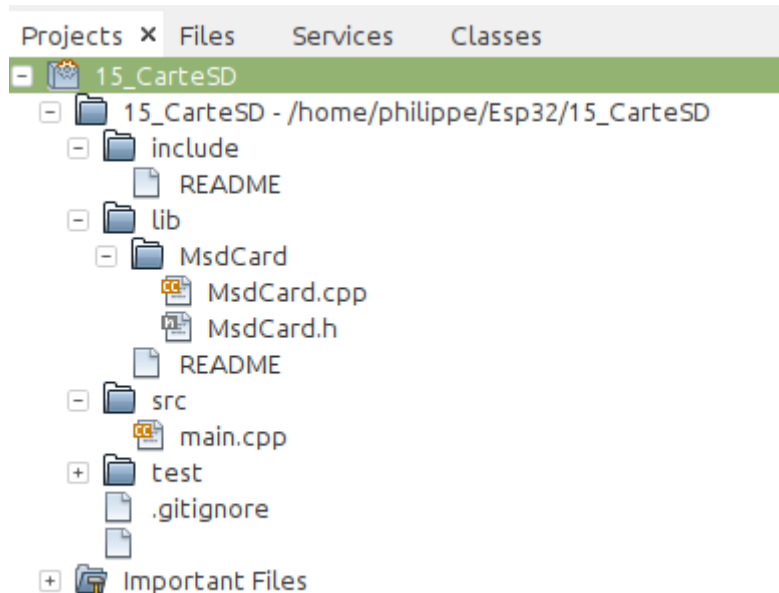 Projects × Files Services Classes
15_CarteSD
15_CarteSD - /home/philippe/Esp32/15_CarteSD
include
README
lib
MsdCard
MsdCard.cpp
MsdCard.h
README
src
main.cpp
test
.gitignore
Important Files